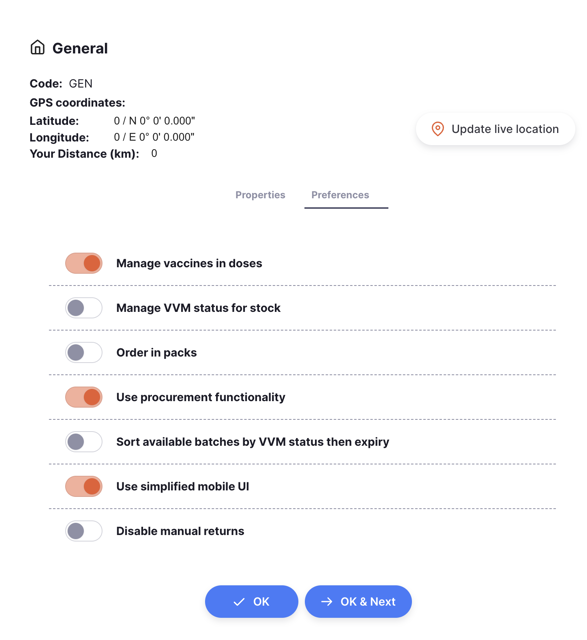 General
Code: GEN
GPS coordinates:
Latitude: 0 / N 0° 0' 0.000"
Longitude: 0 / E 0° 0' 0.000"
Your Distance (km): 0
Update live location
Properties Preferences
Manage vaccines in doses
Manage VVM status for stock
Order in packs
Use procurement functionality
Sort available batches by VVM status then expiry
Use simplified mobile UI
Disable manual returns
OK OK & Next